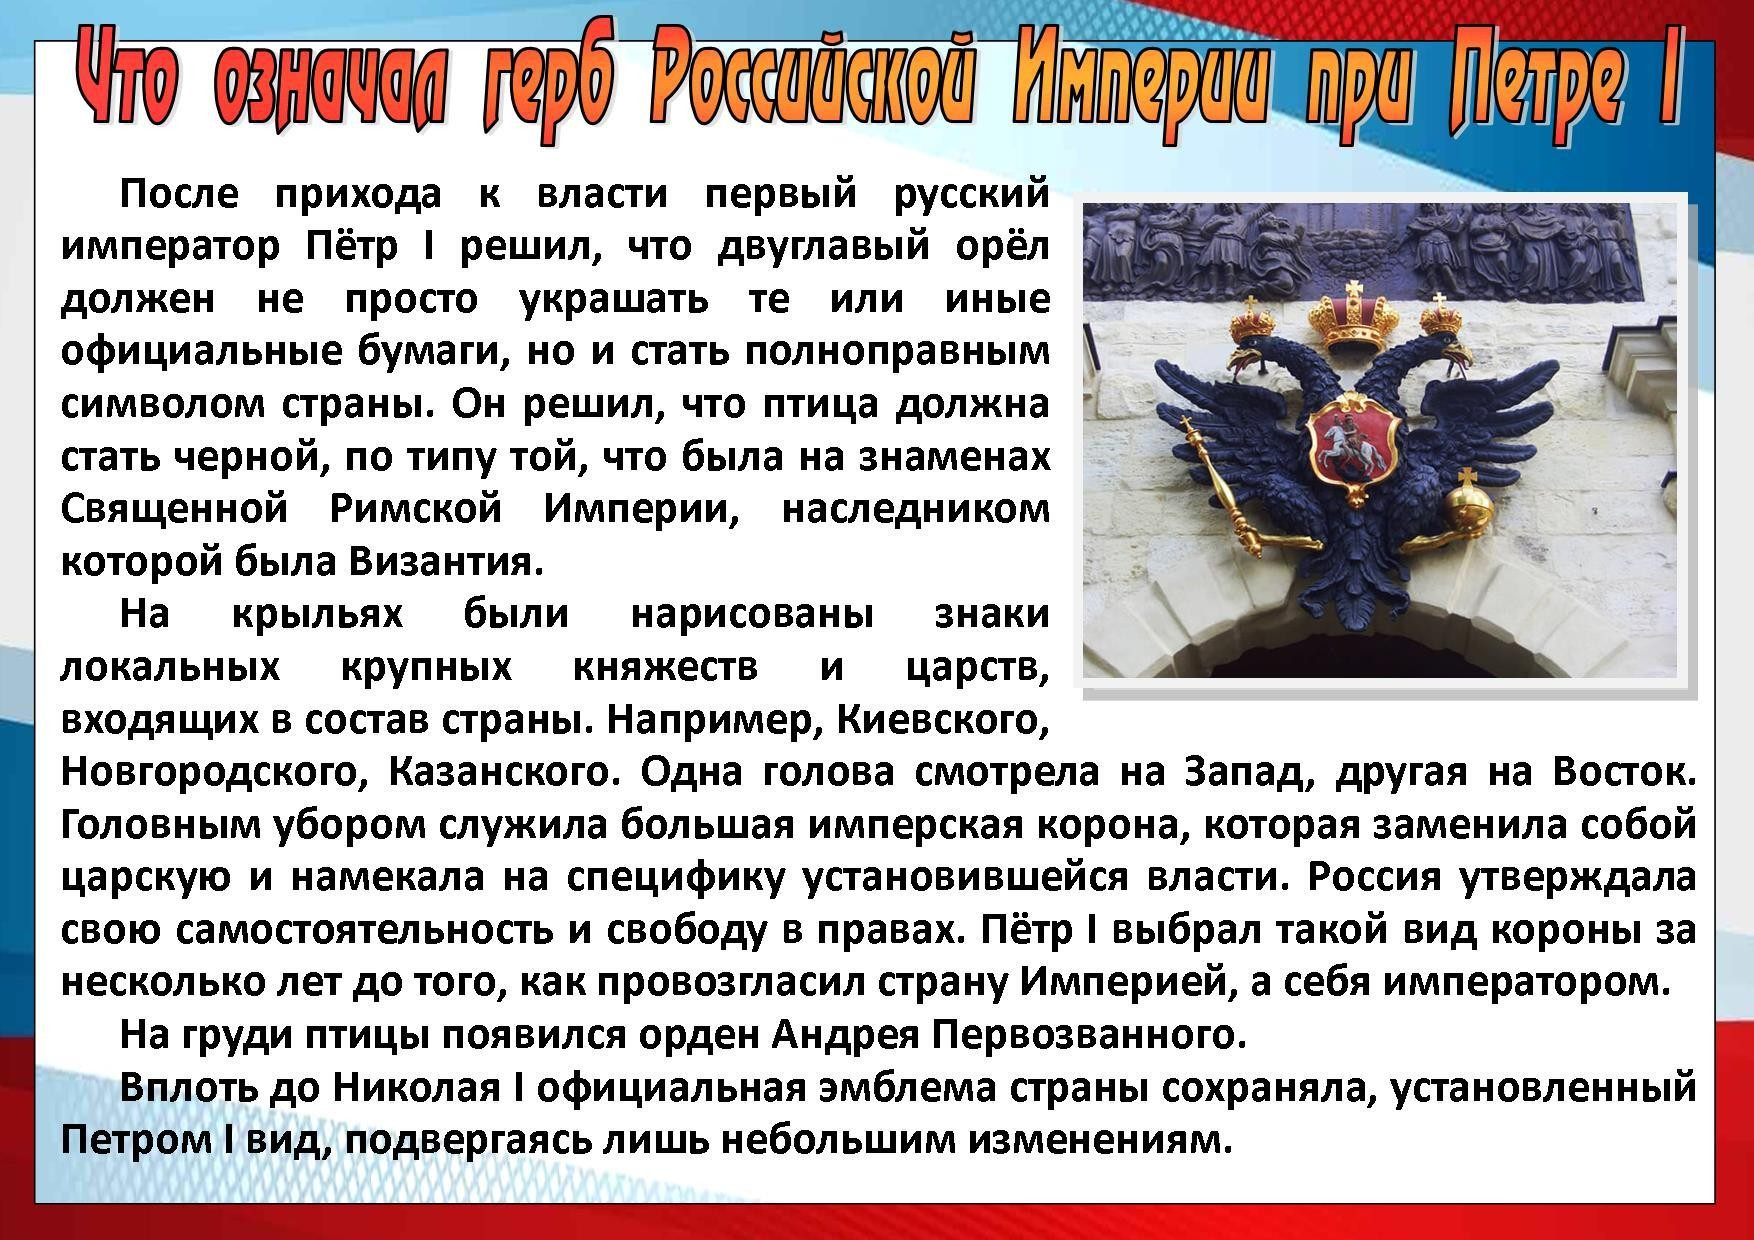 Что означал герб Российской Империи при Петре I
После прихода к власти первый русский
император Пётр I решил, что двуглавый орёл
должен не просто украшать те или иные
официальные бумаги, но и стать полноправным
символом страны. Он решил, что птица должна
стать черной, по типу той, что была на знаменах
Священной Римской Империи, наследником
которой была Византия.
На крыльях были нарисованы знаки
локальных крупных княжеств и царств,
входящих в состав страны. Например, Киевского,
Новгородского, Казанского. Одна голова смотрела на Запад, другая на Восток.
Головным убором служила большая имперская корона, которая заменила собой
царскую и намекала на специфику установившейся власти. Россия утверждала
свою самостоятельность и свободу в правах. Пётр I выбрал такой вид короны за
несколько лет до того, как провозгласил страну Империей, а себя императором.
На груди птицы появился орден Андрея Первозванного.
Вплоть до Николая I официальная эмблема страны сохраняла, установленный
Петром I вид, подвергаясь лишь небольшим изменениям.